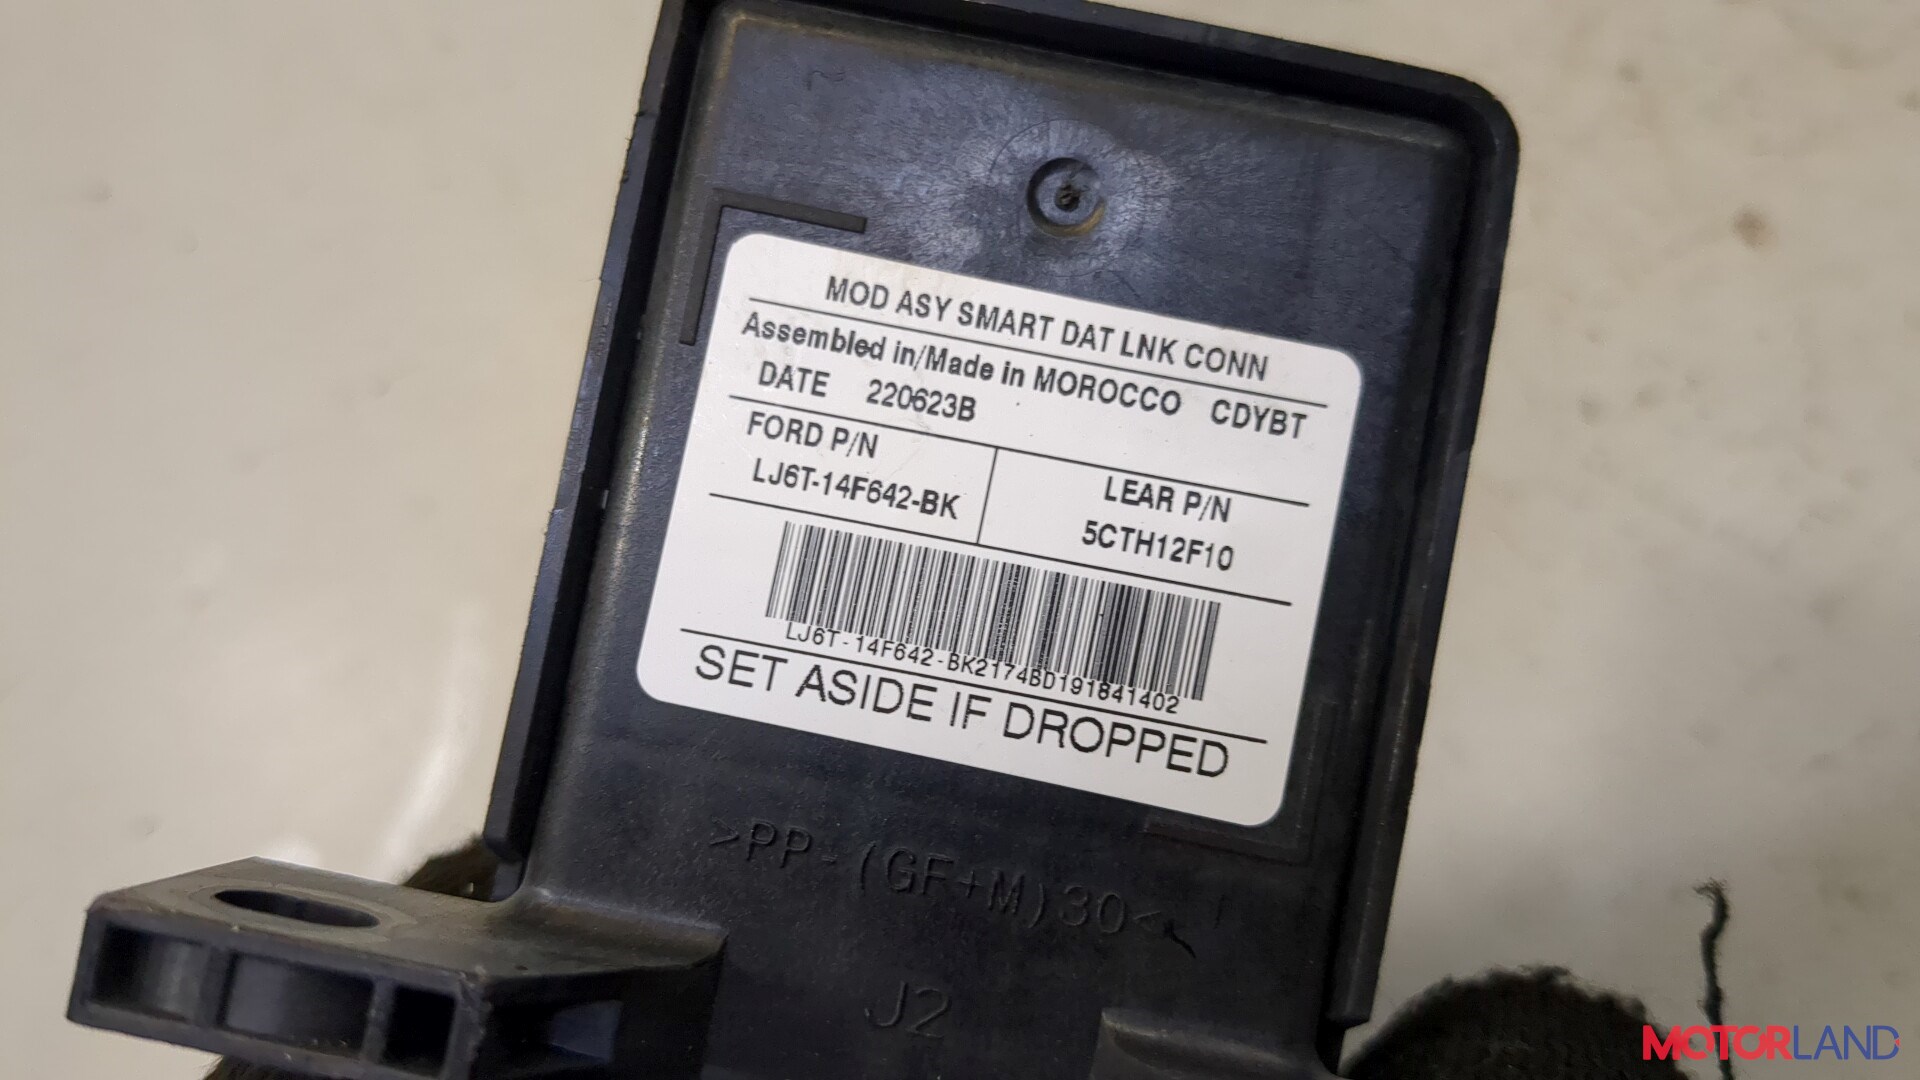 MOD ASY SMART DAT LNK CONN
Assembled in/Made in MOROCCO CDYBT
DATE 220623B
FORD P/N
LJ6T-14F642-BK
LEAR P/N
5CTH12F10
LJ6T-14F642-BK2174BD191841402
SET ASIDE IF DROPPED
>PP-(GF+M)30<
J2
MOTORLAND